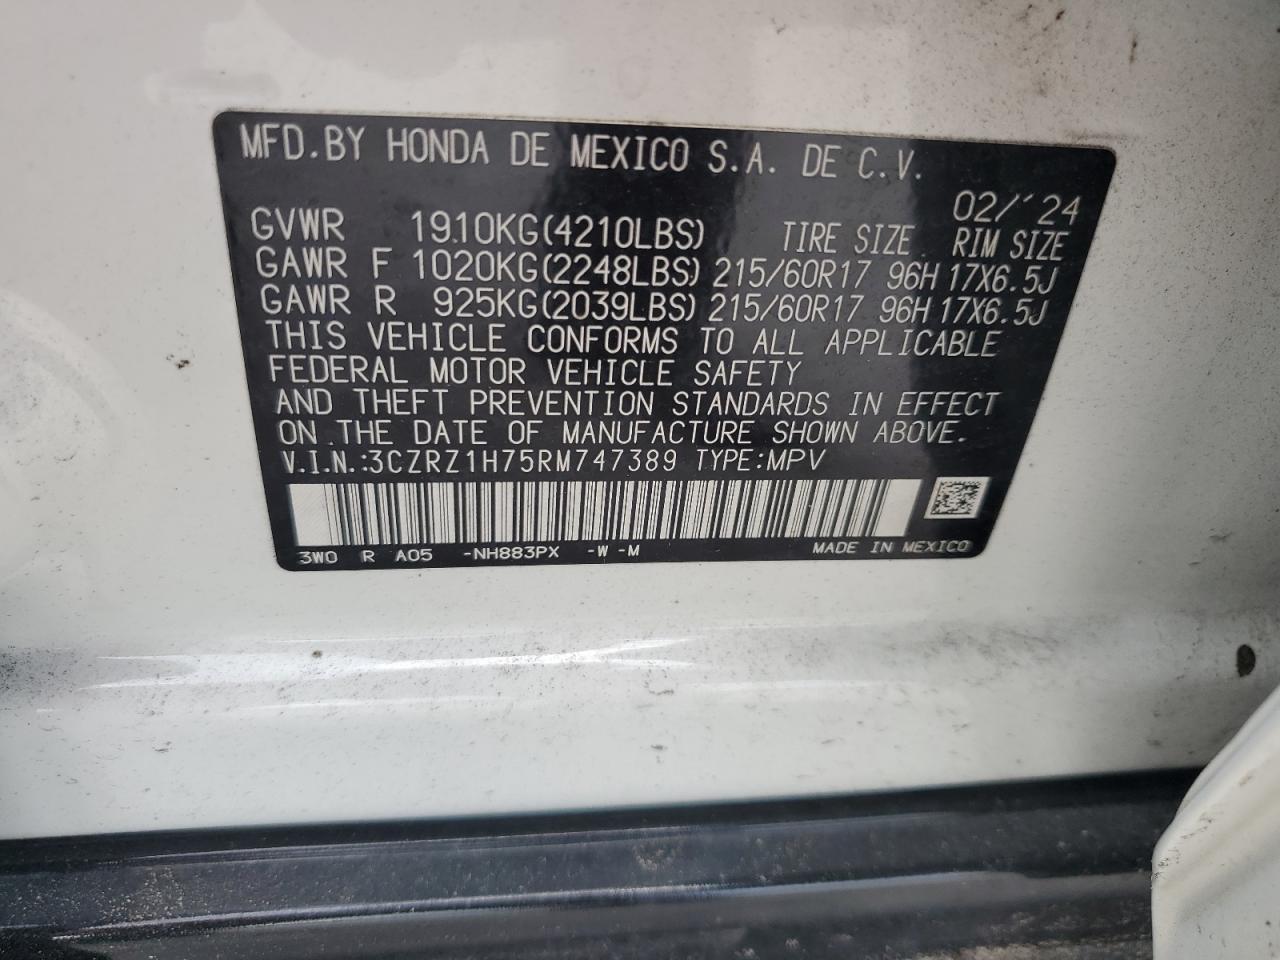 MFD.BY HONDA DE MEXICO S.A. DE C.V.
02/'24
GVWR 1910KG(4210LBS) TIRE SIZE RIM SIZE
GAWR F 1020KG(2248LBS) 215/60R17 96H 17X6.5J
GAWR R 925KG(2039LBS) 215/60R17 96H 17X6.5J
THIS VEHICLE CONFORMS TO ALL APPLICABLE
FEDERAL MOTOR VEHICLE SAFETY
AND THEFT PREVENTION STANDARDS IN EFFECT
ON THE DATE OF MANUFACTURE SHOWN ABOVE.
V.I.N.:3CZRZ1H75RM747389 TYPE:MPV
3W0 R A05 -NH883PX -W -M MADE IN MEXICO